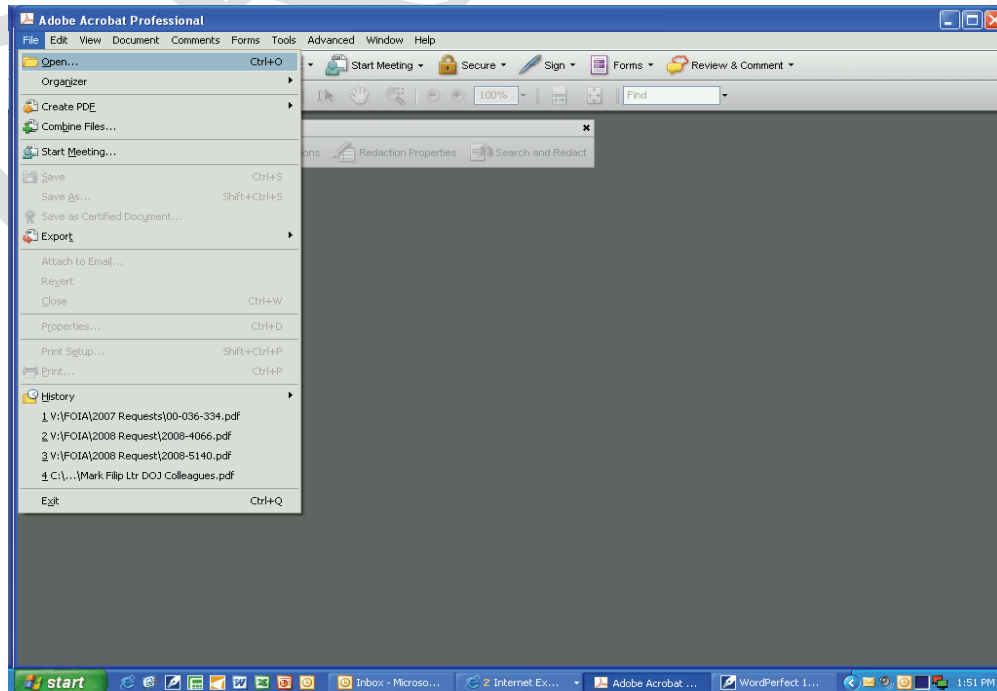 Adobe Acrobat Professional
File Edit View Document Comments Forms Tools Advanced Window Help
Open... Ctrl+O
Start Meeting Secure Sign Forms Review & Comment
Organizer
100% Find
Create PDF
Combine Files...
Start Meeting...
ons Redaction Properties Search and Redact
Save Ctrl+S
Save As... Shift+Ctrl+S
Save as Certified Document...
Export
Attach to Email...
Revert
Close Ctrl+W
Properties... Ctrl+D
Print Setup... Shift+Ctrl+P
Print... Ctrl+P
History
1 V:\FOIA\2007 Requests\00-036-334.pdf
2 V:\FOIA\2008 Request\2008-4066.pdf
3 V:\FOIA\2008 Request\2008-5140.pdf
4 C:\...\Mark Filip Ltr DOJ Colleagues.pdf
Exit Ctrl+Q
start Inbox - Microso... 2 Internet Ex... Adobe Acrobat ... WordPerfect 1... 1:51 PM